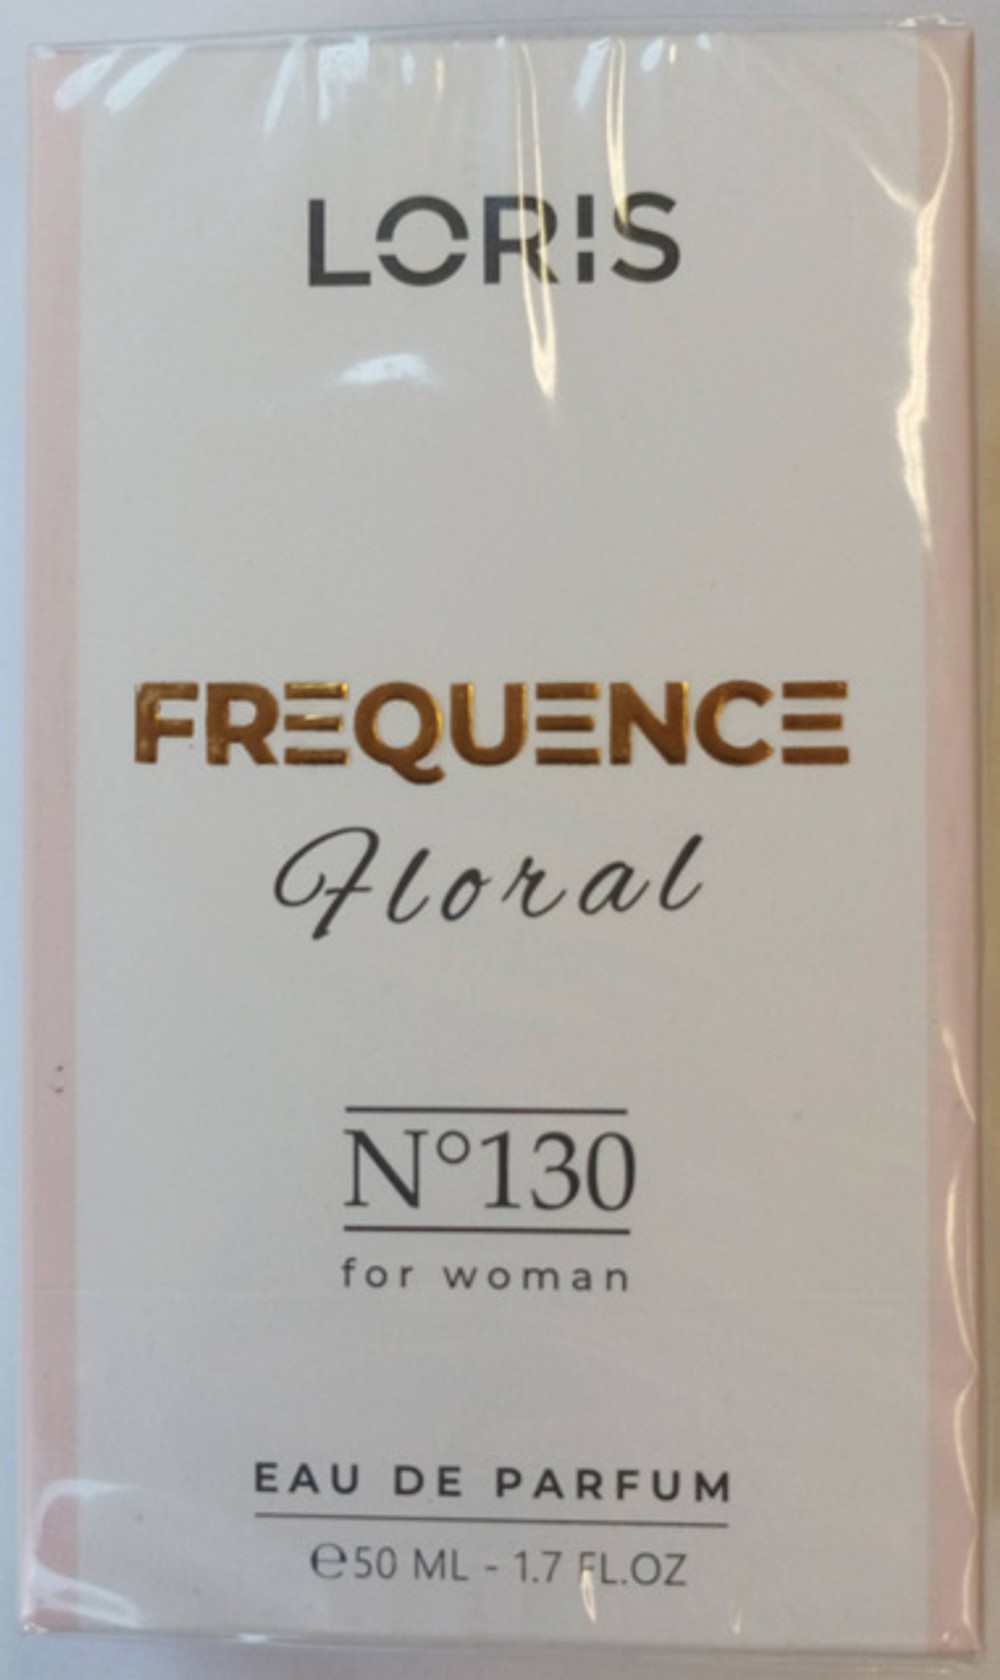 LORIS
FREQUENCE
Floral
N°130
for woman
EAU DE PARFUM
℮50 ML - 1.7 FL.OZ